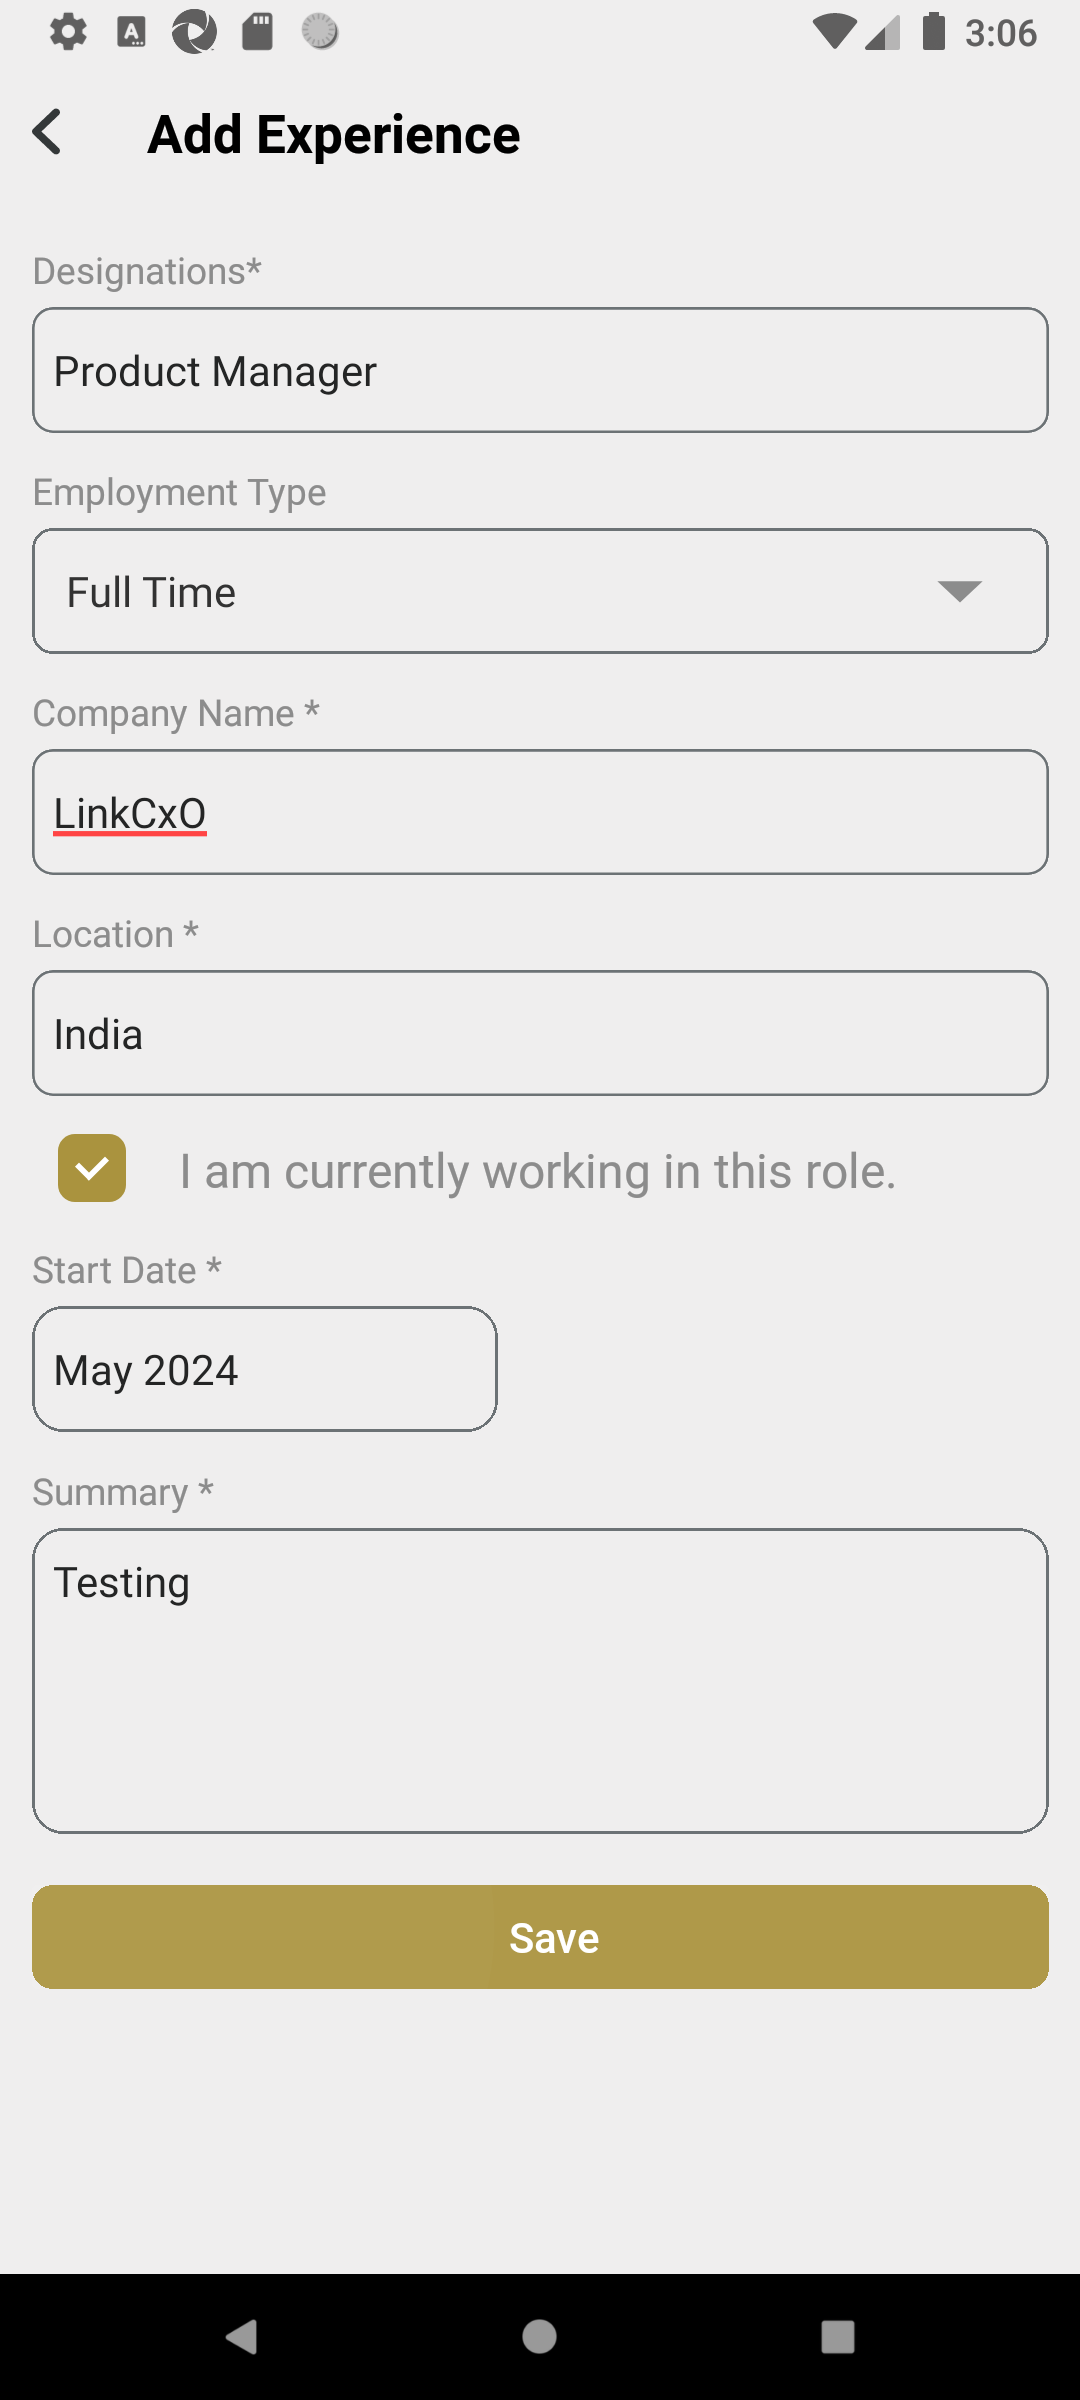 3:06
Add Experience
Designations*
Product Manager
Employment Type
Full Time
Company Name *
LinkCxO
Location *
India
I am currently working in this role.
Start Date *
May 2024
Summary *
Testing
Save